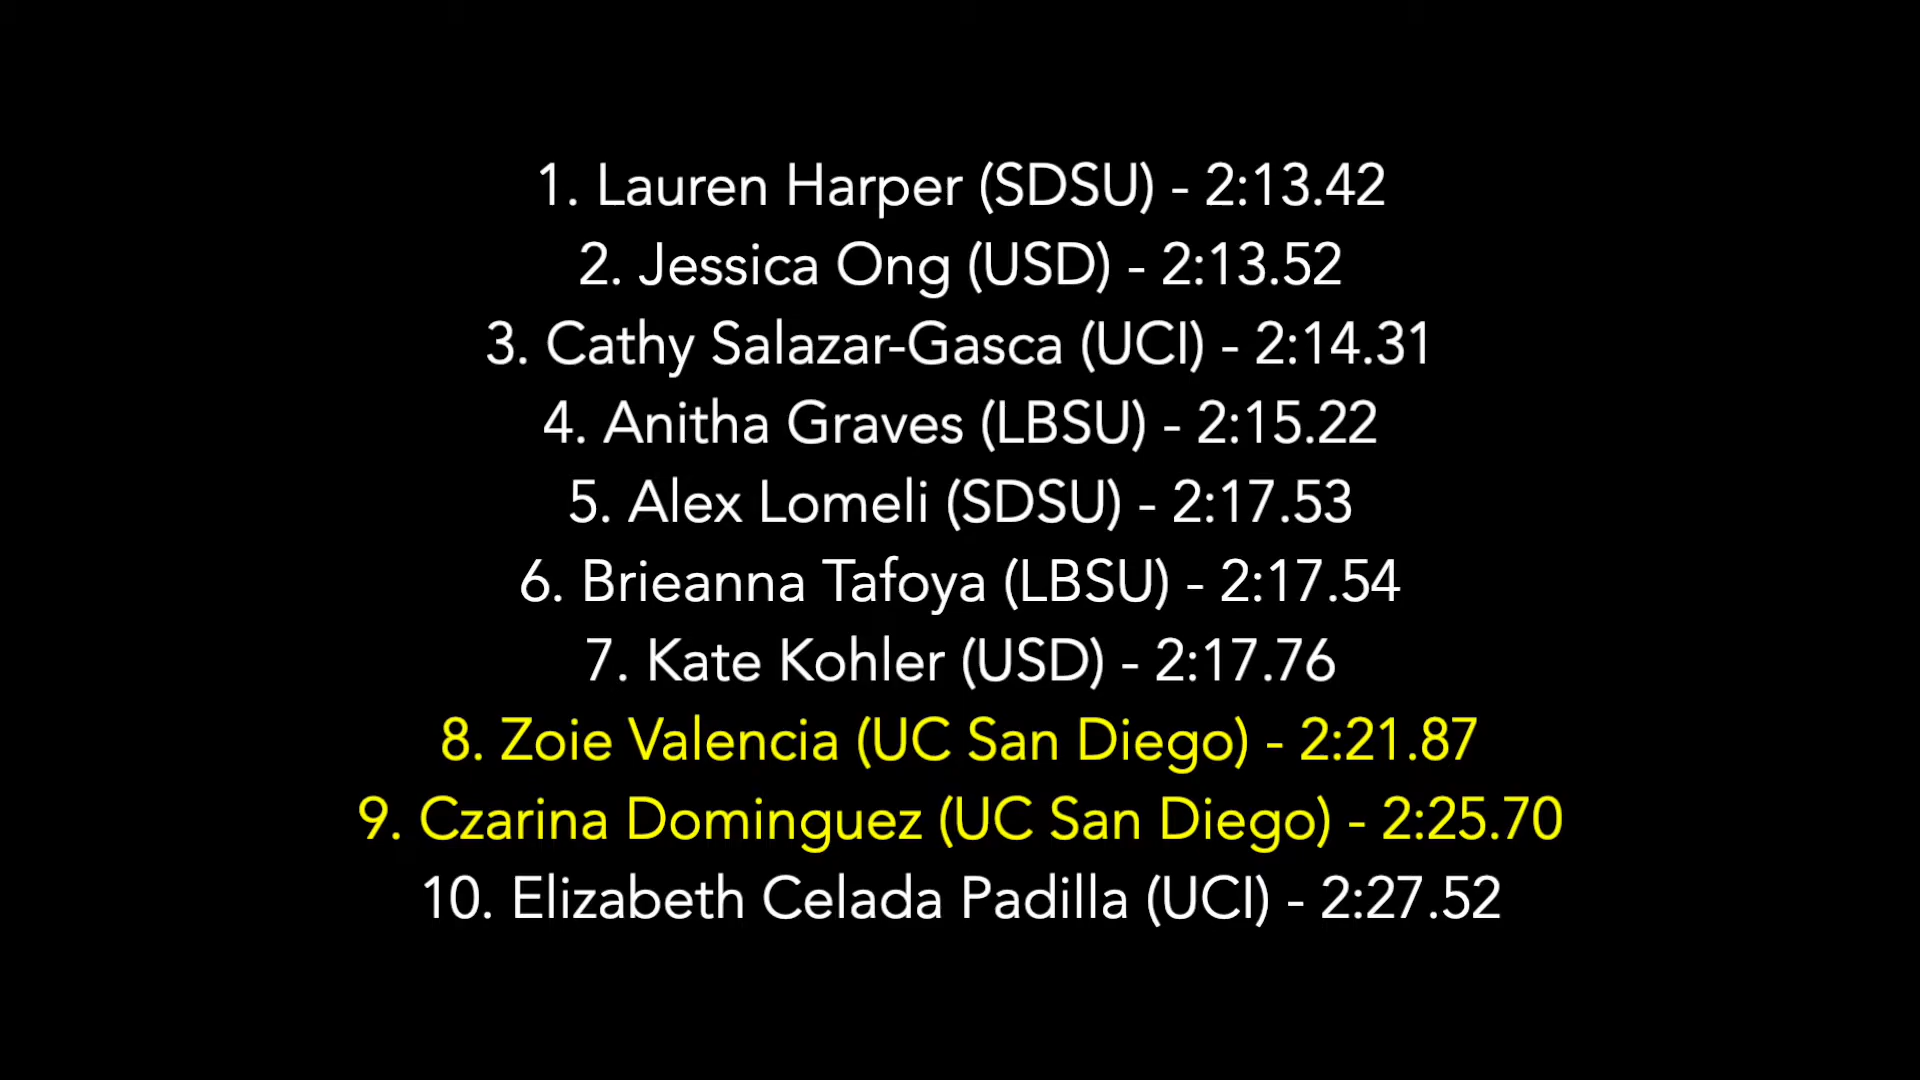 1. Lauren Harper (SDSU) - 2:13.42
2. Jessica Ong (USD) - 2:13.52
3. Cathy Salazar-Gasca (UCI) - 2:14.31
4. Anitha Graves (LBSU) - 2:15.22
5. Alex Lomeli (SDSU) - 2:17.53
6. Brieanna Tafoya (LBSU) - 2:17.54
7. Kate Kohler (USD) - 2:17.76
8. Zoie Valencia (UC San Diego) - 2:21.87
9. Czarina Dominguez (UC San Diego) - 2:25.70
10. Elizabeth Celada Padilla (UCI) - 2:27.52